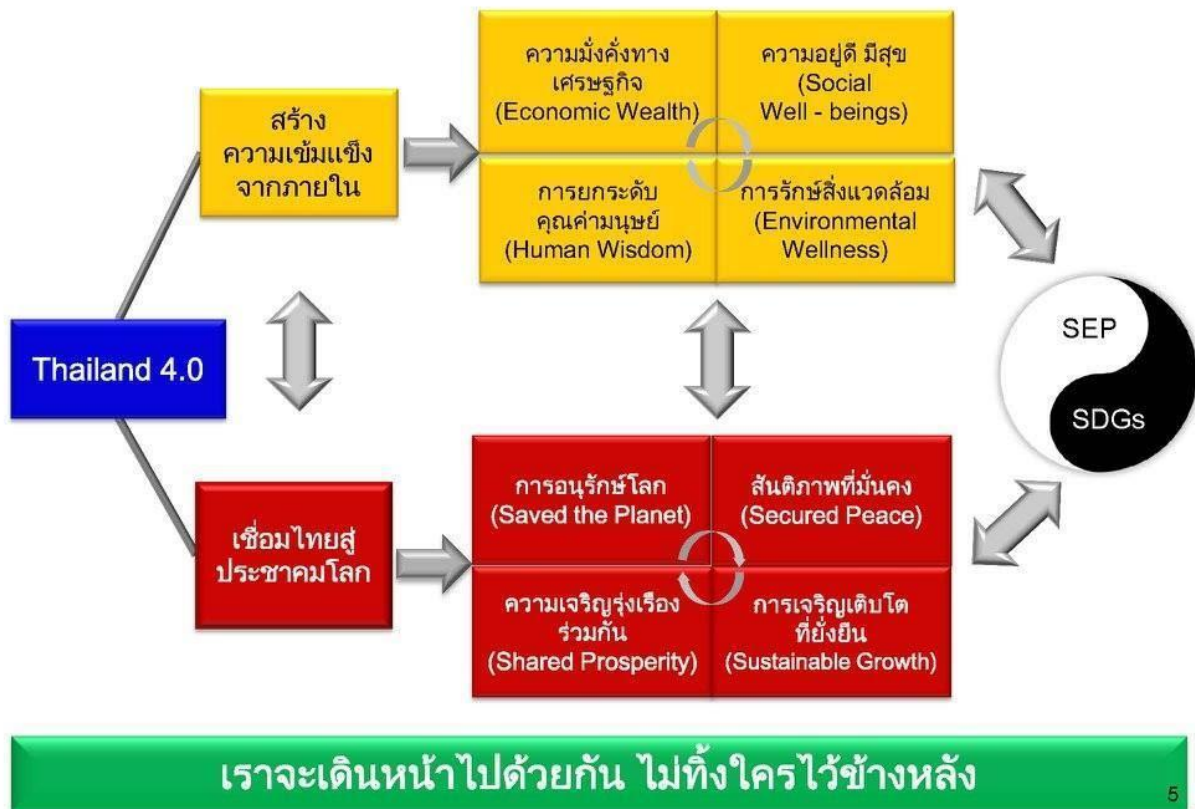 ความมั่งคั่งทาง
เศรษฐกิจ
(Economic Wealth)
ความอยู่ดี มีสุข
(Social
Well - beings)
สร้าง
ความเข้มแข็ง
จากภายใน
การยกระดับ
คุณค่ามนุษย์
(Human Wisdom)
การรักษ์สิ่งแวดล้อม
(Environmental
Wellness)
Thailand 4.0
SEP
SDGs
เชื่อมไทยสู่
ประชาคมโลก
การอนุรักษ์โลก
(Saved the Planet)
สันติภาพที่มั่นคง
(Secured Peace)
ความเจริญรุ่งเรือง
ร่วมกัน
(Shared Prosperity)
การเจริญเติบโต
ที่ยั่งยืน
(Sustainable Growth)
เราจะเดินหน้าไปด้วยกัน ไม่ทิ้งใครไว้ข้างหลัง
5